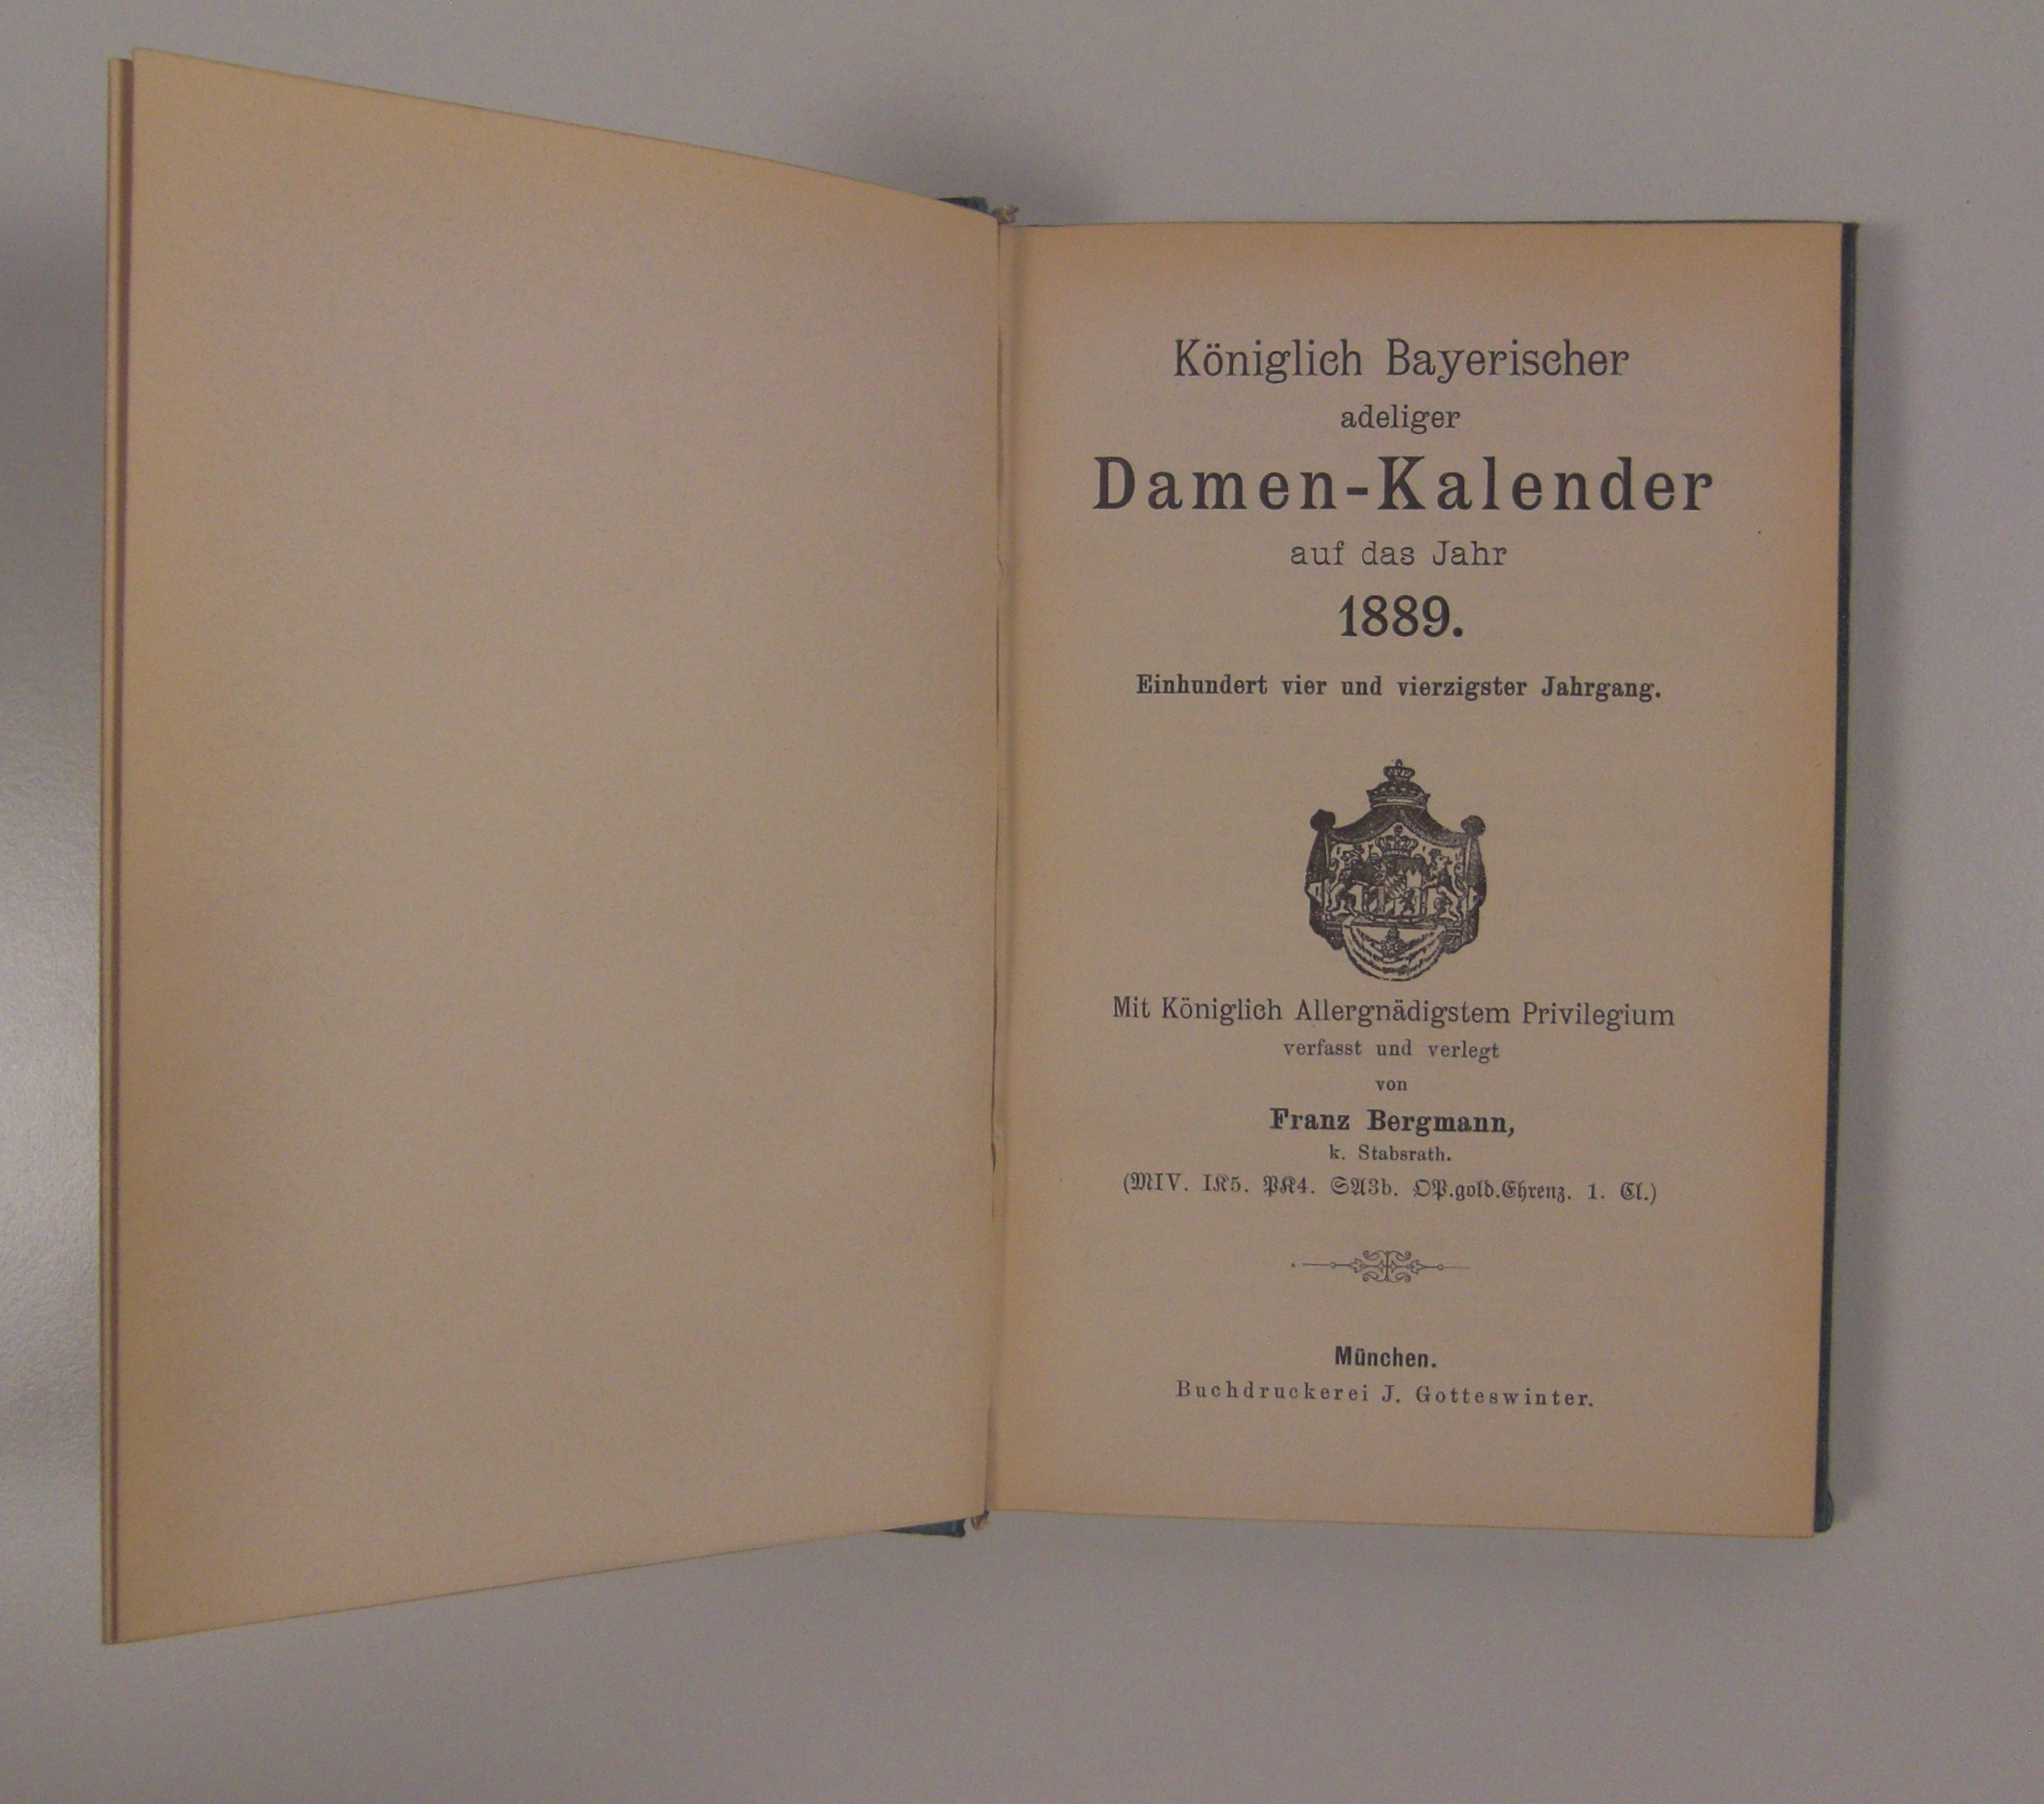 Königlich Bayerischer
adeliger
Damen-Kalender
auf das Jahr
1889.
Einhundert vier und vierzigster Jahrgang.
Mit Königlich Allergnädigstem Privilegium
verfasst und verlegt
von
Franz Bergmann,
k. Stabsrath.
(MIV. IK5. PK4. SA3b. OP.gold.Ehrenz. 1. Cl.)
München.
Buchdruckerei J. Gotteswinter.